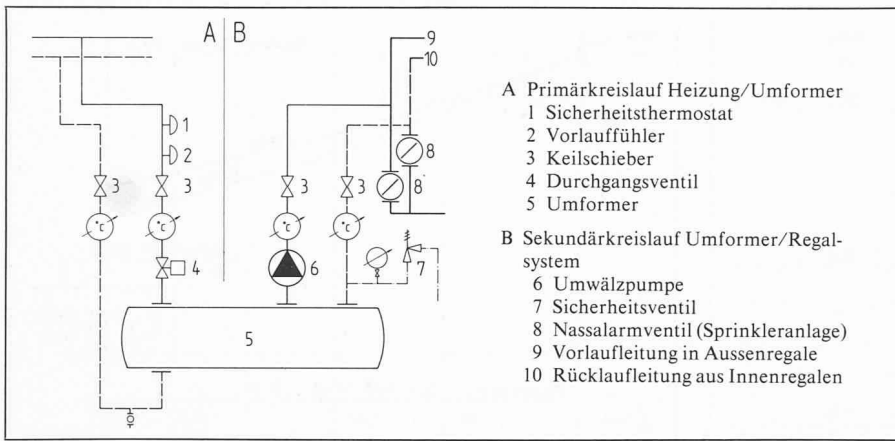 A B
9
10
1
2
8
3
3
3
3
8
°c
°c
°c
°c
4
6
7
5
A Primärkreislauf Heizung/Umformer
1 Sicherheitsthermostat
2 Vorlauffühler
3 Keilschieber
4 Durchgangsventil
5 Umformer
B Sekundärkreislauf Umformer/Regal-
system
6 Umwälzpumpe
7 Sicherheitsventil
8 Nassalarmventil (Sprinkleranlage)
9 Vorlaufleitung in Aussenregale
10 Rücklaufleitung aus Innenregalen